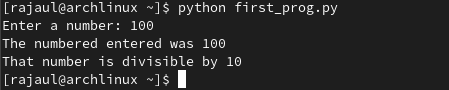 [rajaul@archlinux ~]$ python first_prog.py
Enter a number: 100
The numbered entered was 100
That number is divisible by 10
[rajaul@archlinux ~]$